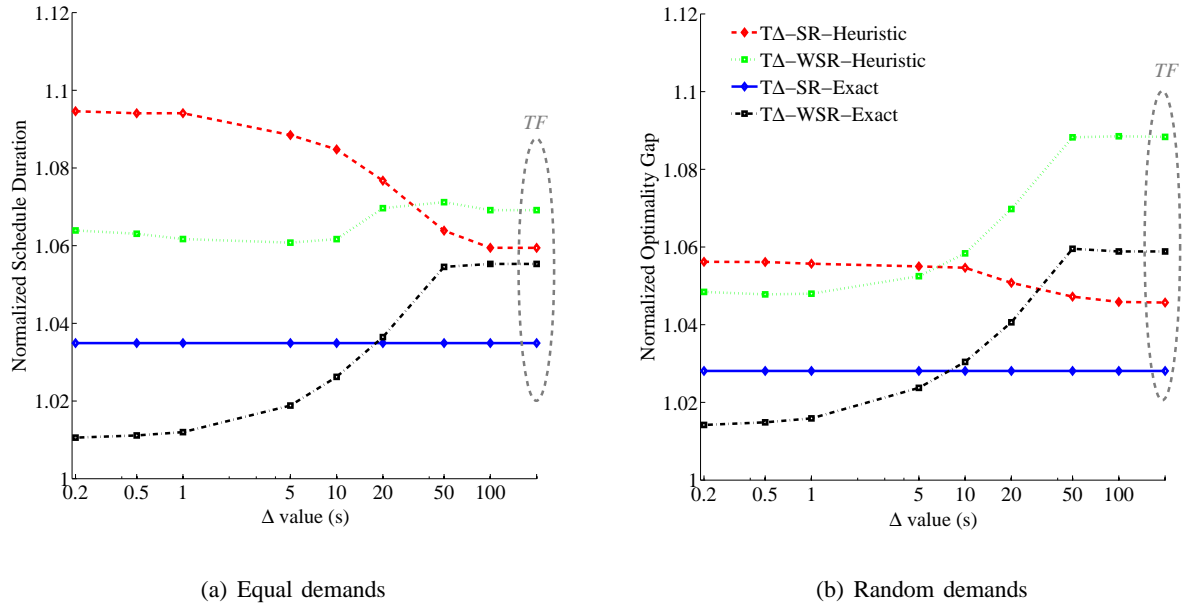 1.12
1.1
1.08
1.06
1.04
1.02
1
Normalized Schedule Duration
TF
0.2 0.5 1 5 10 20 50 100
Δ value (s)
(a) Equal demands
1.12
1.1
1.08
1.06
1.04
1.02
1
Normalized Optimality Gap
TΔ−SR−Heuristic
TΔ−WSR−Heuristic
TΔ−SR−Exact
TΔ−WSR−Exact
TF
0.2 0.5 1 5 10 20 50 100
Δ value (s)
(b) Random demands